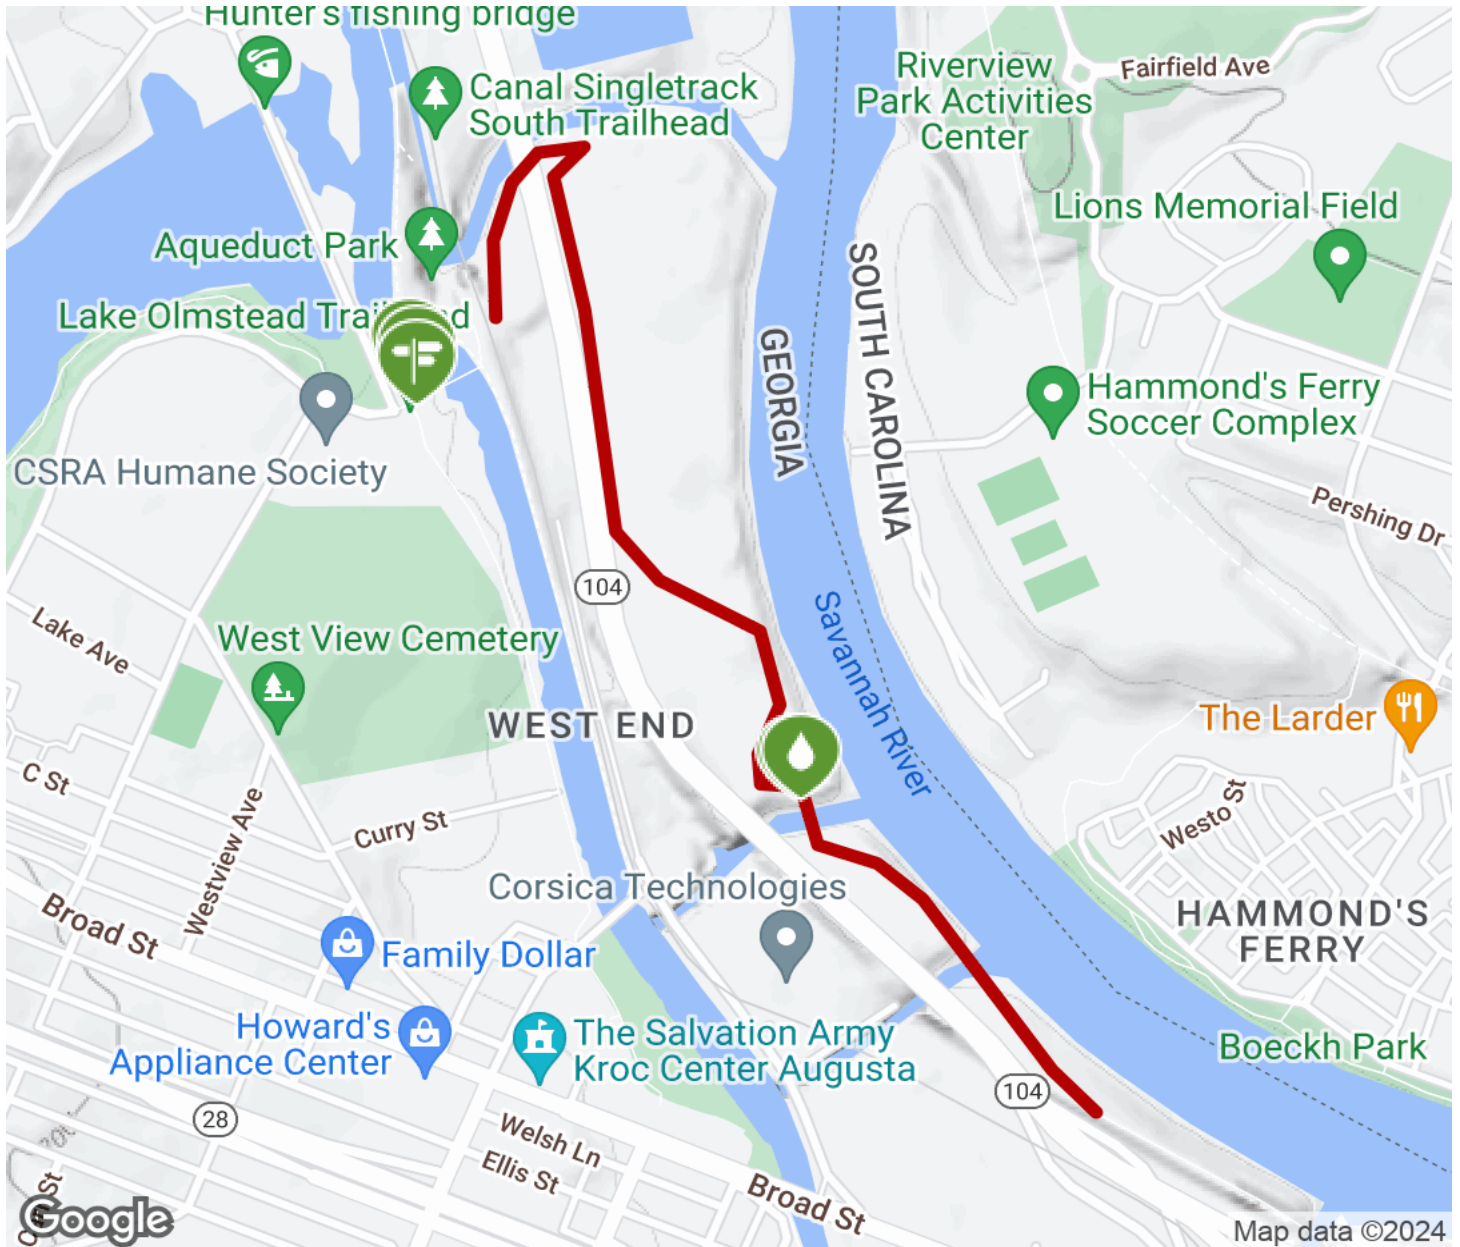 Hunter's fishing bridge
Canal Singletrack
South Trailhead
Riverview
Park Activities
Center
Fairfield Ave
Lions Memorial Field
Aqueduct Park
Lake Olmstead
SOUTH CAROLINA
GEORGIA
Hammond's Ferry
Soccer Complex
CSRA Humane Society
Pershing Dr
104
Lake Ave
West View Cemetery
Savannah River
WEST END
The Larder
C St
Westview Ave
Curry St
Westo St
Corsica Technologies
Broad St
HAMMOND'S
FERRY
Family Dollar
Howard's
Appliance Center
The Salvation Army
Kroc Center Augusta
Boeckh Park
104
28
Welsh Ln
Ellis St
Broad St
Google
Map data ©2024